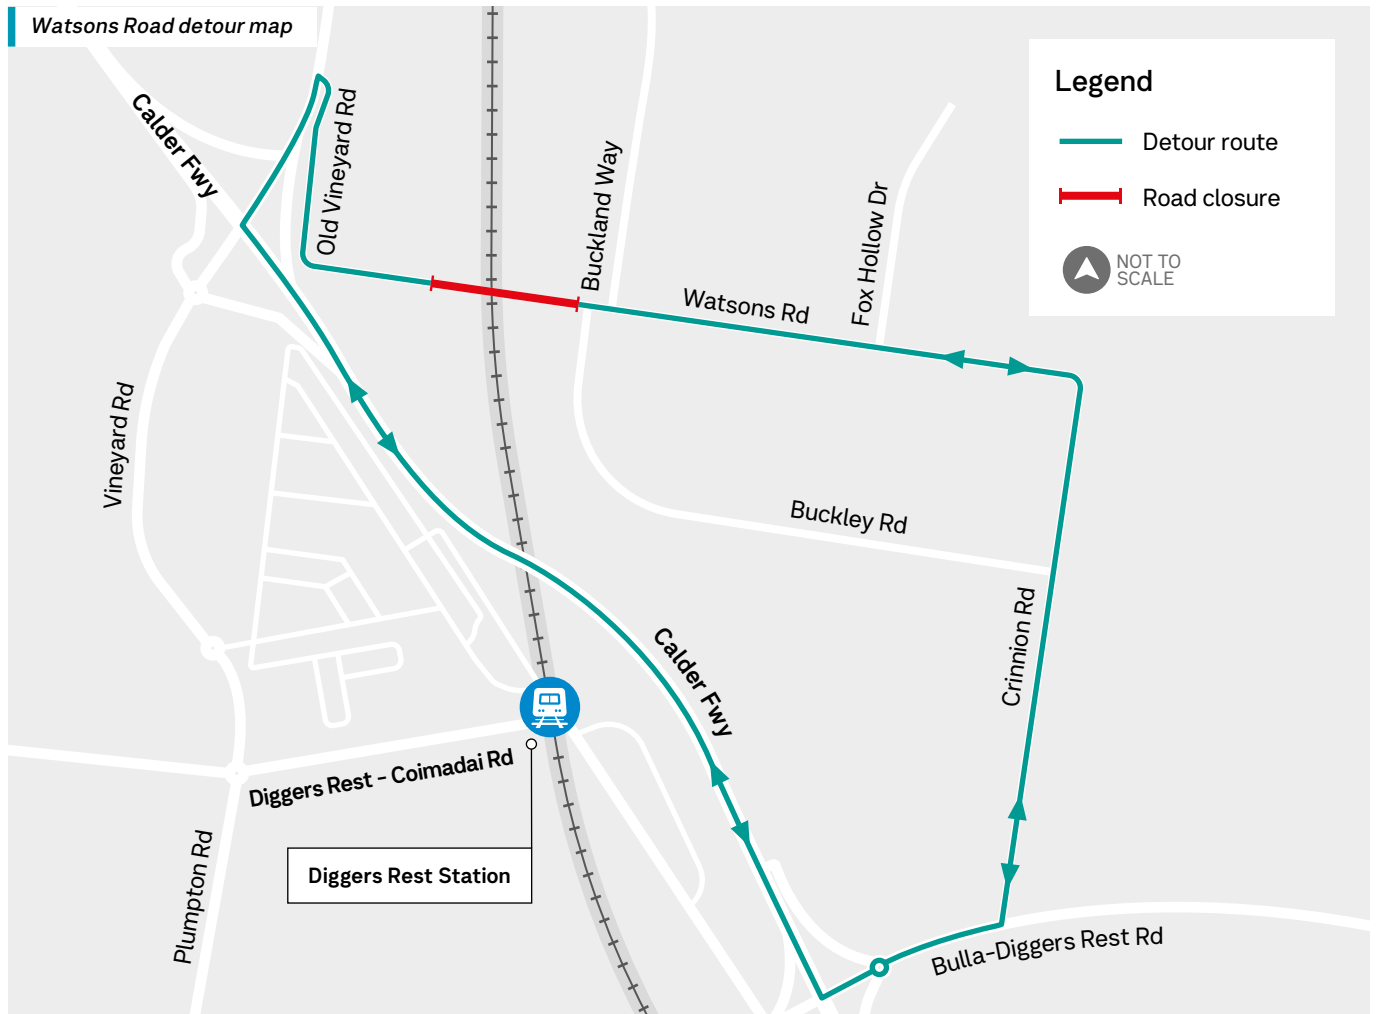 Watsons Road detour map
Legend
Detour route
Road closure
NOT TO
SCALE
Calder Fwy
Old Vineyard Rd
Buckland Way
Fox Hollow Dr
Watsons Rd
Vineyard Rd
Buckley Rd
Crinnion Rd
Calder Fwy
Diggers Rest - Coimadai Rd
Plumpton Rd
Diggers Rest Station
Bulla-Diggers Rest Rd